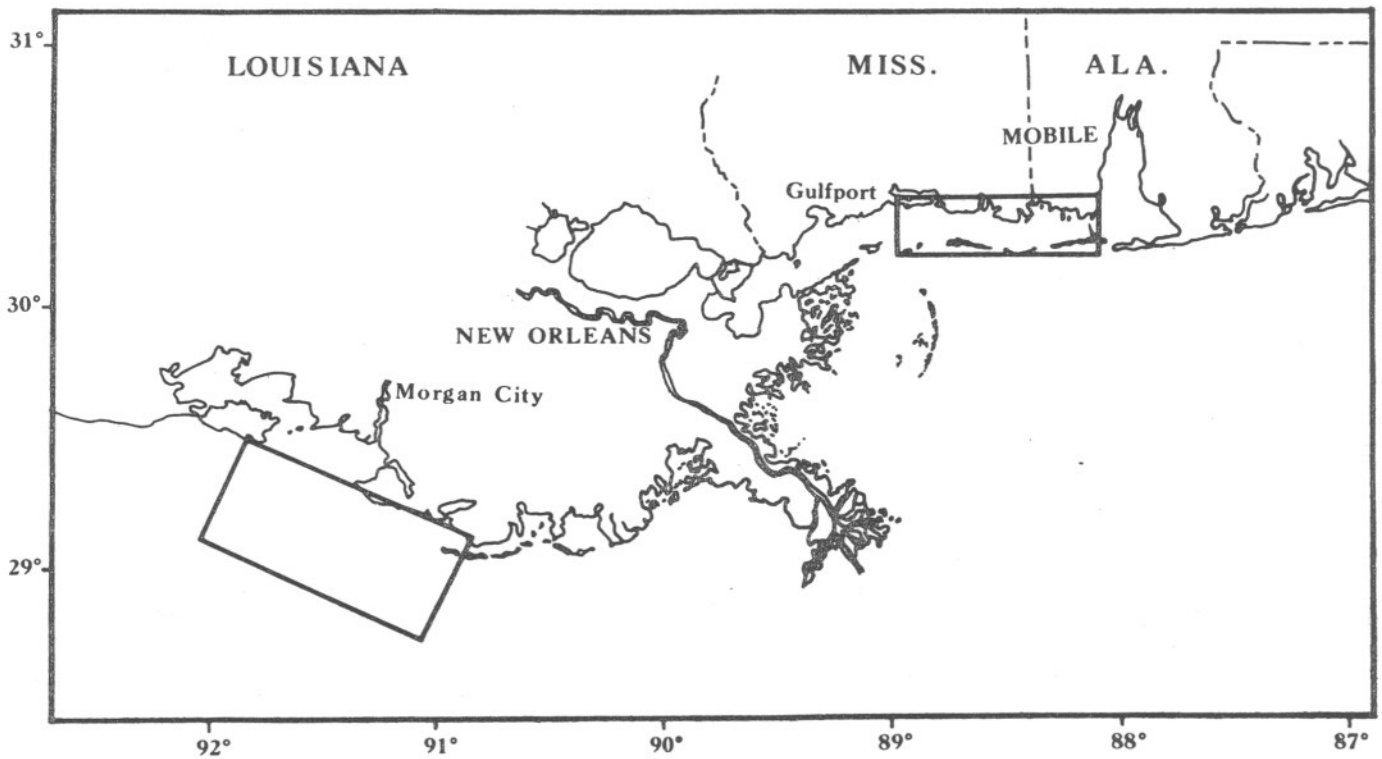 31°
LOUISIANA
MISS.
ALA.
MOBILE
Gulfport
30°
NEW ORLEANS
Morgan City
29°
92°
91°
90°
89°
88°
87°